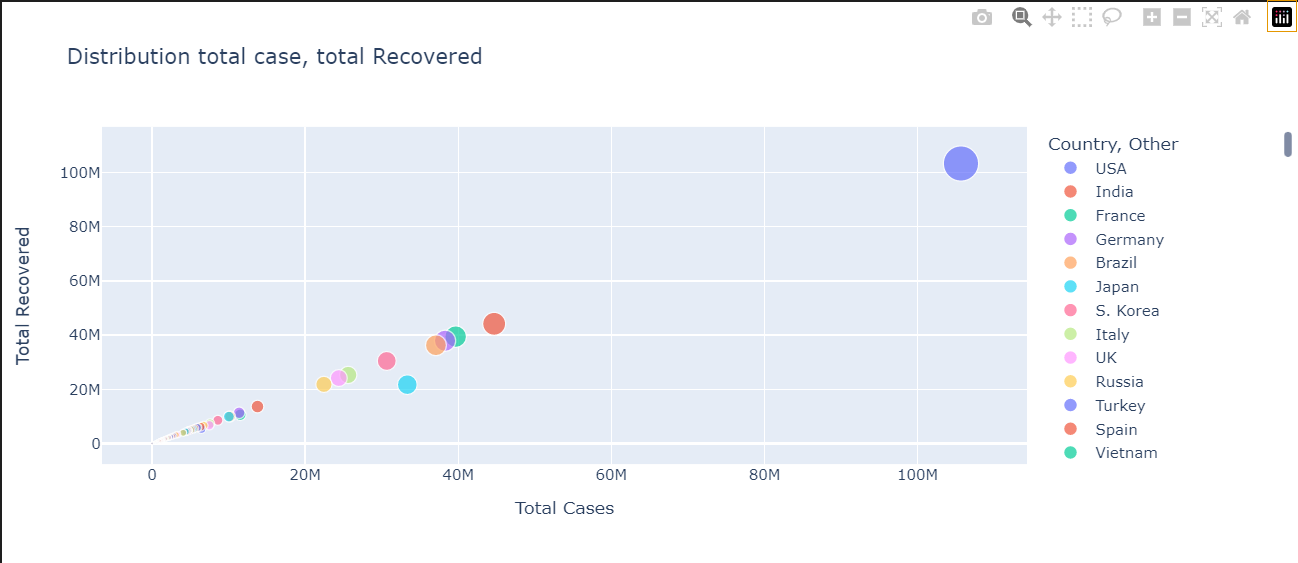 Distribution total case, total Recovered
Total Recovered
100M
80M
60M
40M
20M
0
0 20M 40M 60M 80M 100M
Total Cases
Country, Other
USA
India
France
Germany
Brazil
Japan
S. Korea
Italy
UK
Russia
Turkey
Spain
Vietnam